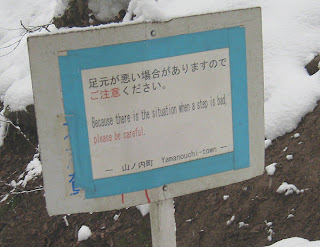 足元が悪い場合がありますので
ご注意ください。
Because there is the situation when a step is bad,
please be careful.
— 山ノ内町 Yamanouchi-town —